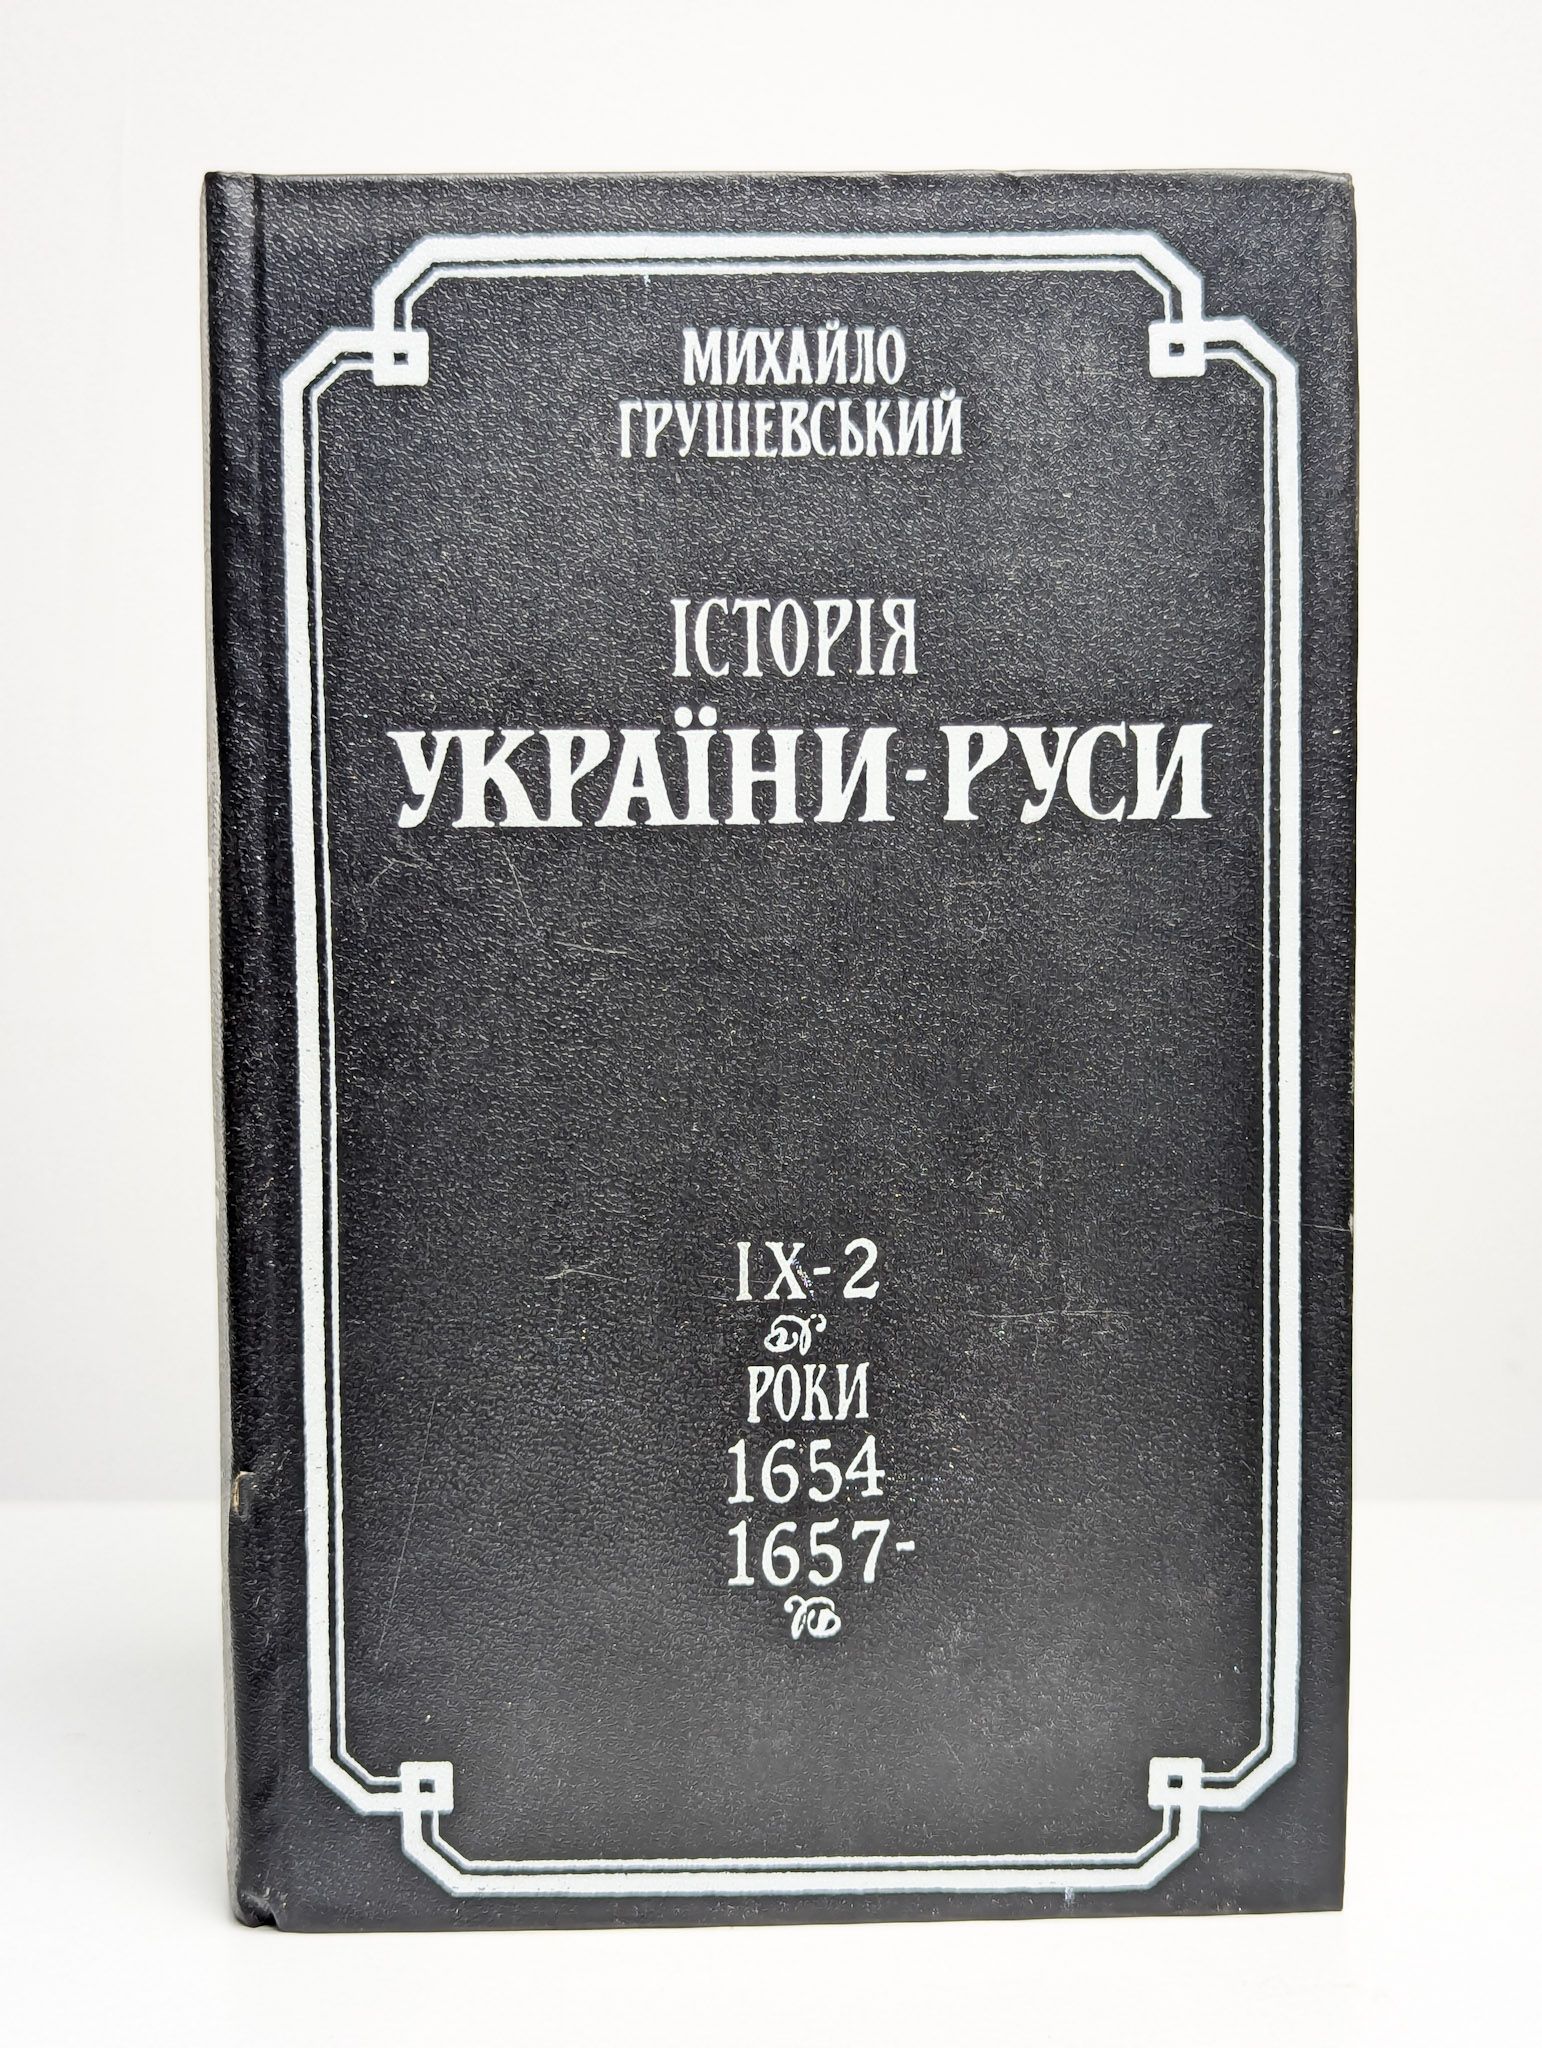 МИХАЙЛО
ГРУШЕВСЬКИЙ
ІСТОРІЯ
УКРАЇНИ-РУСИ
ІХ-2
РОКИ
1654
1657-